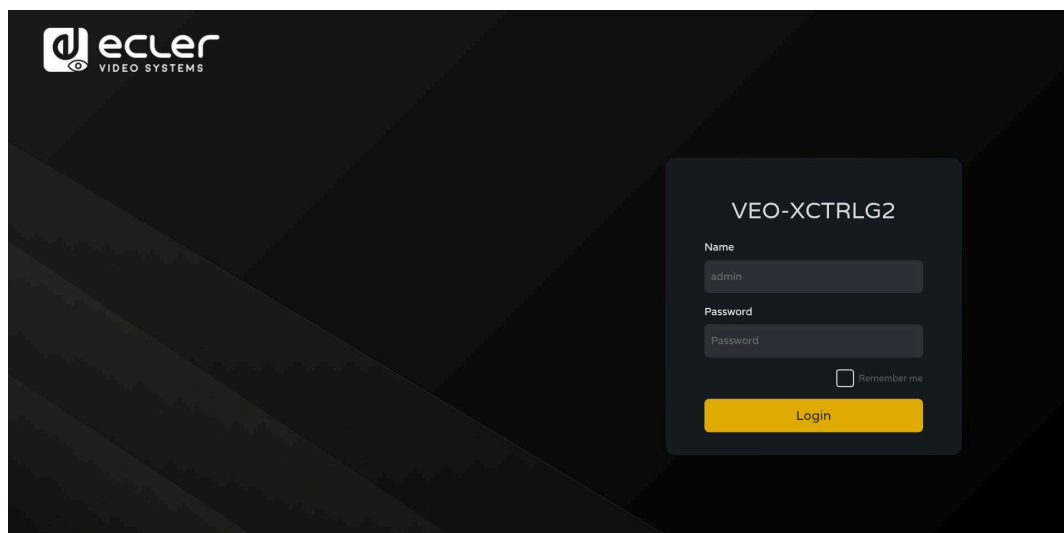 ecler
VIDEO SYSTEMS
VEO-XCTRLG2
Name
admin
Password
Password
Remember me
Login